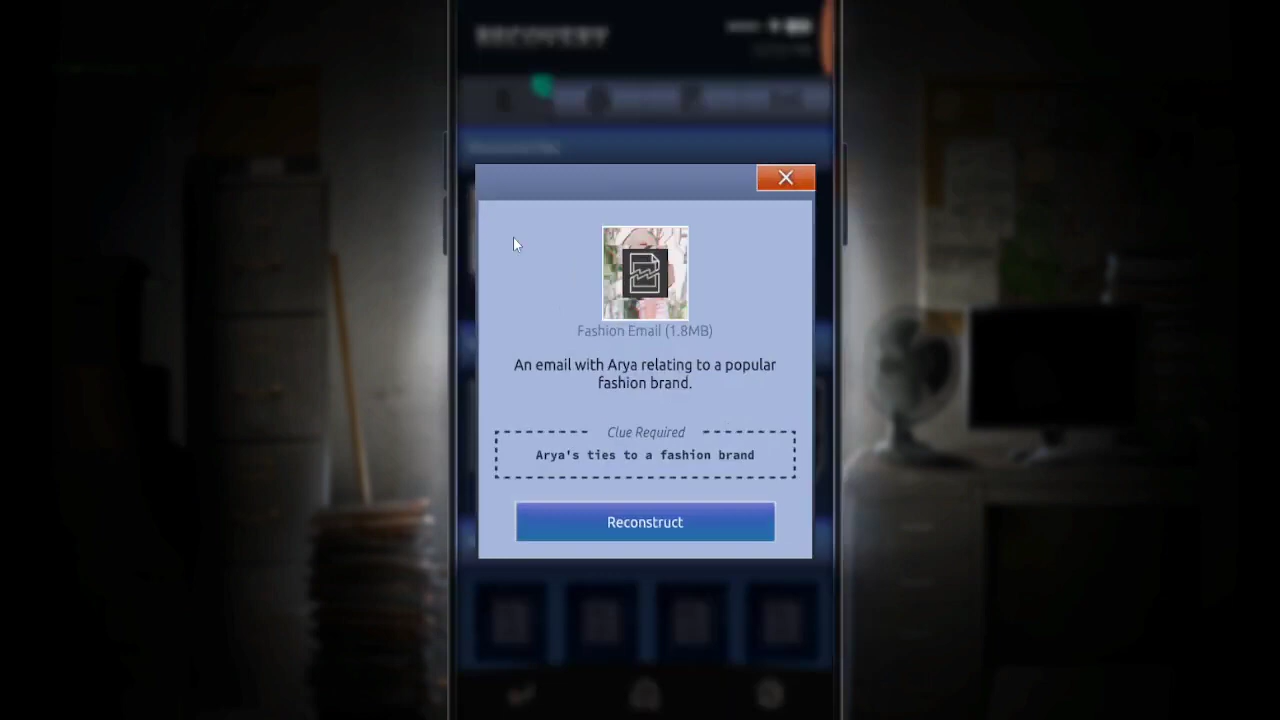 RECOVERY
Fashion Email (1.8MB)
An email with Arya relating to a popular
fashion brand.
Clue Required
Arya's ties to a fashion brand
Reconstruct